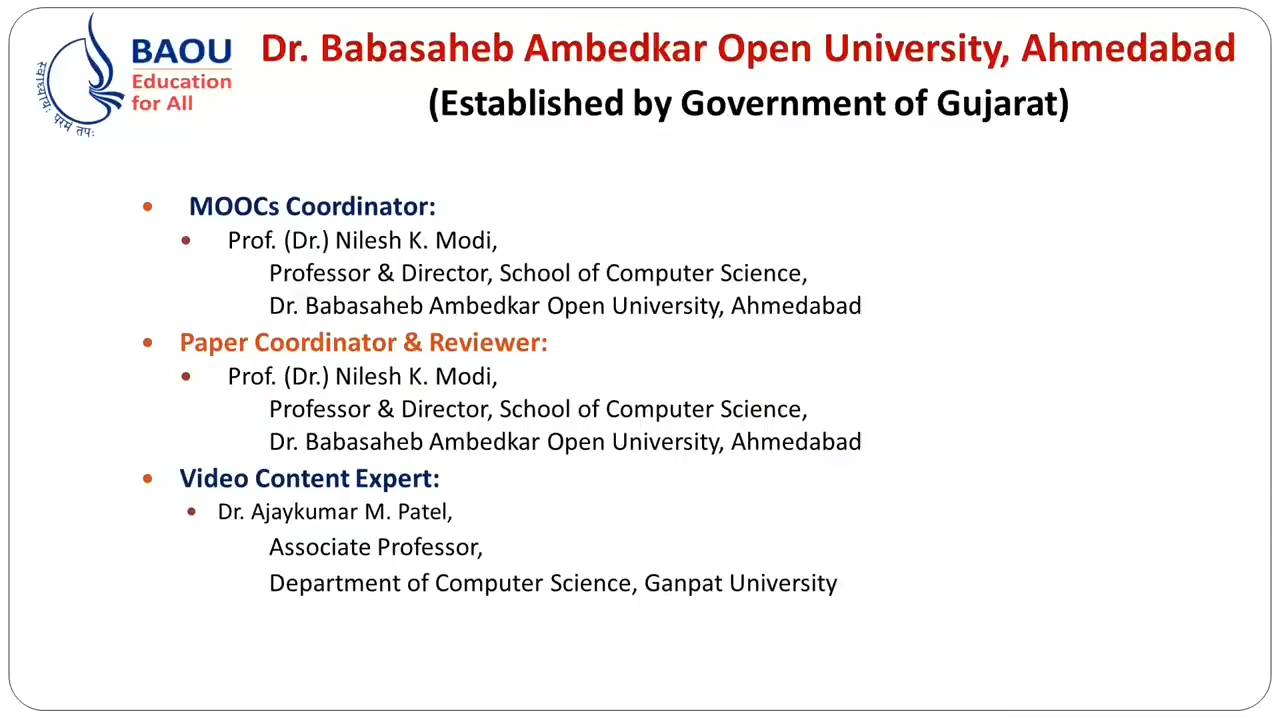 स्वाध्यायः परमं तपः
BAOU
Education
for All
Dr. Babasaheb Ambedkar Open University, Ahmedabad
(Established by Government of Gujarat)
• MOOCs Coordinator:
• Prof. (Dr.) Nilesh K. Modi,
Professor & Director, School of Computer Science,
Dr. Babasaheb Ambedkar Open University, Ahmedabad
• Paper Coordinator & Reviewer:
• Prof. (Dr.) Nilesh K. Modi,
Professor & Director, School of Computer Science,
Dr. Babasaheb Ambedkar Open University, Ahmedabad
• Video Content Expert:
• Dr. Ajaykumar M. Patel,
Associate Professor,
Department of Computer Science, Ganpat University